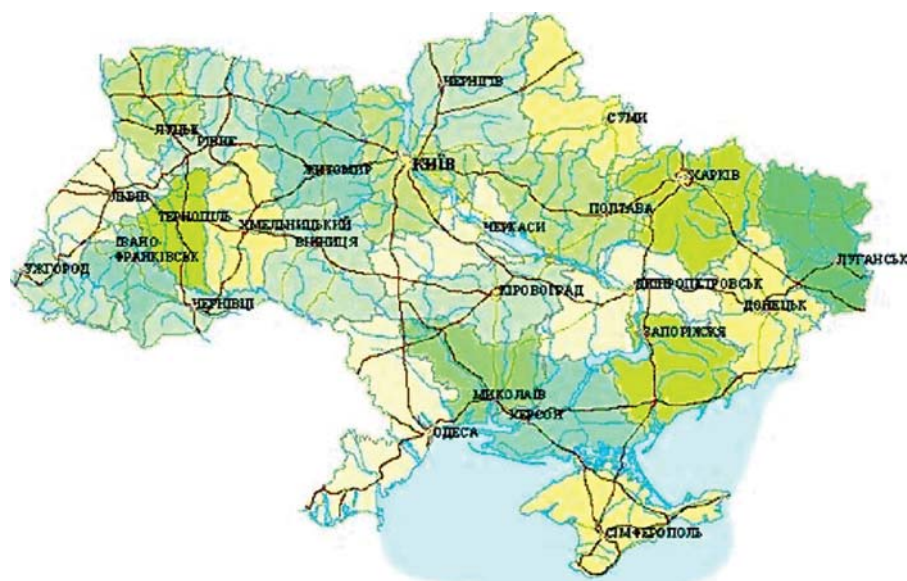 ЧЕРНІГІВ
СУМИ
ЛУЦЬК
РІВНЕ
ЖИТОМИР
КИЇВ
ХАРКІВ
ЛЬВІВ
ТЕРНОПІЛЬ
ХМЕЛЬНИЦЬКИЙ
ВІННИЦЯ
ЧЕРКАСИ
ПОЛТАВА
ІВАНО-
ФРАНКІВСЬК
УЖГОРОД
ЧЕРНІВЦІ
КІРОВОГРАД
ДНІПРОПЕТРОВСЬК
ЛУГАНСЬК
ДОНЕЦЬК
ЗАПОРІЖЖЯ
МИКОЛАЇВ
ХЕРСОН
ОДЕСА
СІМФЕРОПОЛЬ